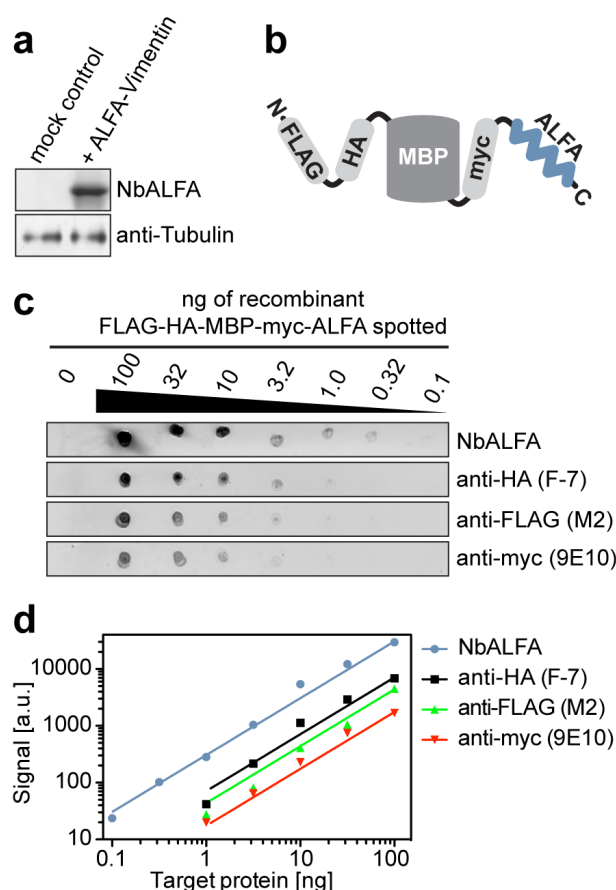 a
mock control
+ ALFA-Vimentin
NbALFA
anti-Tubulin
b
N
FLAG
HA
MBP
myc
ALFA
C
c
ng of recombinant
FLAG-HA-MBP-myc-ALFA spotted
0 100 32 10 3.2 1.0 0.32 0.1
NbALFA
anti-HA (F-7)
anti-FLAG (M2)
anti-myc (9E10)
d
Signal [a.u.]
10000
1000
100
10
0.1 1 10 100
Target protein [ng]
NbALFA
anti-HA (F-7)
anti-FLAG (M2)
anti-myc (9E10)